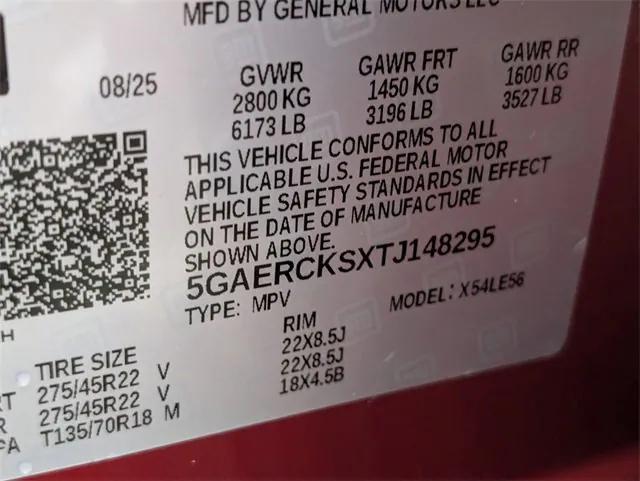 MFD BY GENERAL MOTORS LLC
08/25 GVWR GAWR FRT GAWR RR
2800 KG 1450 KG 1600 KG
6173 LB 3196 LB 3527 LB
THIS VEHICLE CONFORMS TO ALL
APPLICABLE U.S. FEDERAL MOTOR
VEHICLE SAFETY STANDARDS IN EFFECT
ON THE DATE OF MANUFACTURE
SHOWN ABOVE.
5GAERCKSXTJ148295
TYPE: MPV MODEL: X54LE56
H
TIRE SIZE RIM
RT 275/45R22 V 22X8.5J
R 275/45R22 V 22X8.5J
PA T135/70R18 M 18X4.5B